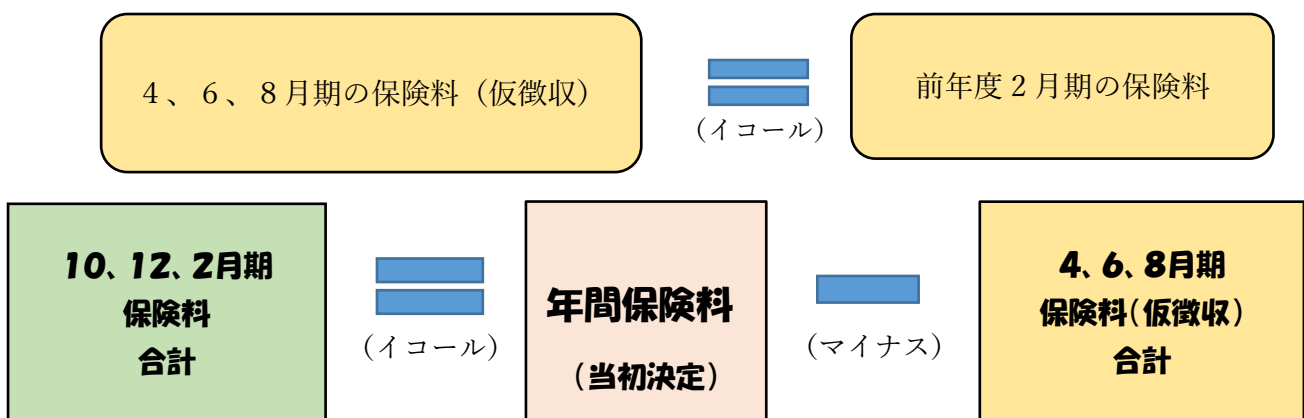 ４、６、８月期の保険料（仮徴収）
（イコール）
前年度２月期の保険料
10、12、2月期
保険料
合計
（イコール）
年間保険料
（当初決定）
（マイナス）
4、6、8月期
保険料（仮徴収）
合計